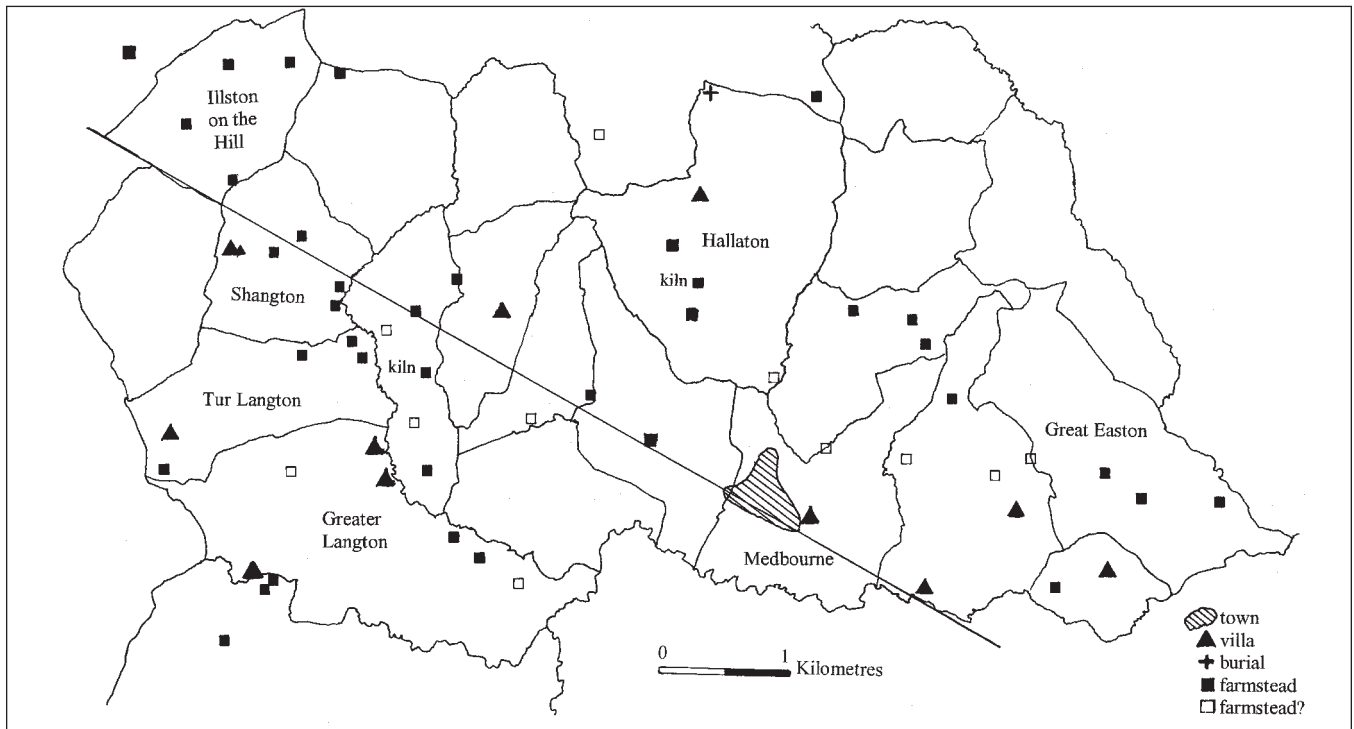 Illston
on the
Hill
Hallaton
kiln
Shangton
kiln
Tur Langton
Great Easton
Greater
Langton
Medbourne
0 1
Kilometres
town
villa
burial
farmstead
farmstead?